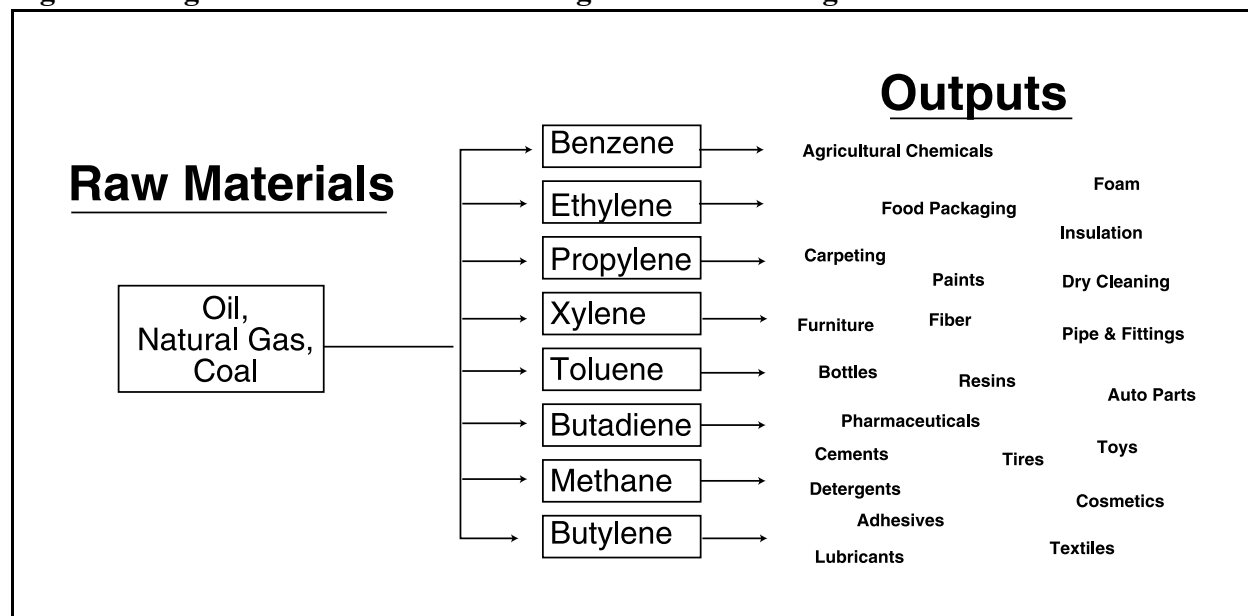 Outputs
Raw Materials
Oil,
Natural Gas,
Coal
Benzene
Ethylene
Propylene
Xylene
Toluene
Butadiene
Methane
Butylene
Agricultural Chemicals
Foam
Food Packaging
Insulation
Carpeting
Paints
Dry Cleaning
Furniture
Fiber
Pipe & Fittings
Bottles
Resins
Auto Parts
Pharmaceuticals
Toys
Cements
Tires
Detergents
Cosmetics
Adhesives
Textiles
Lubricants